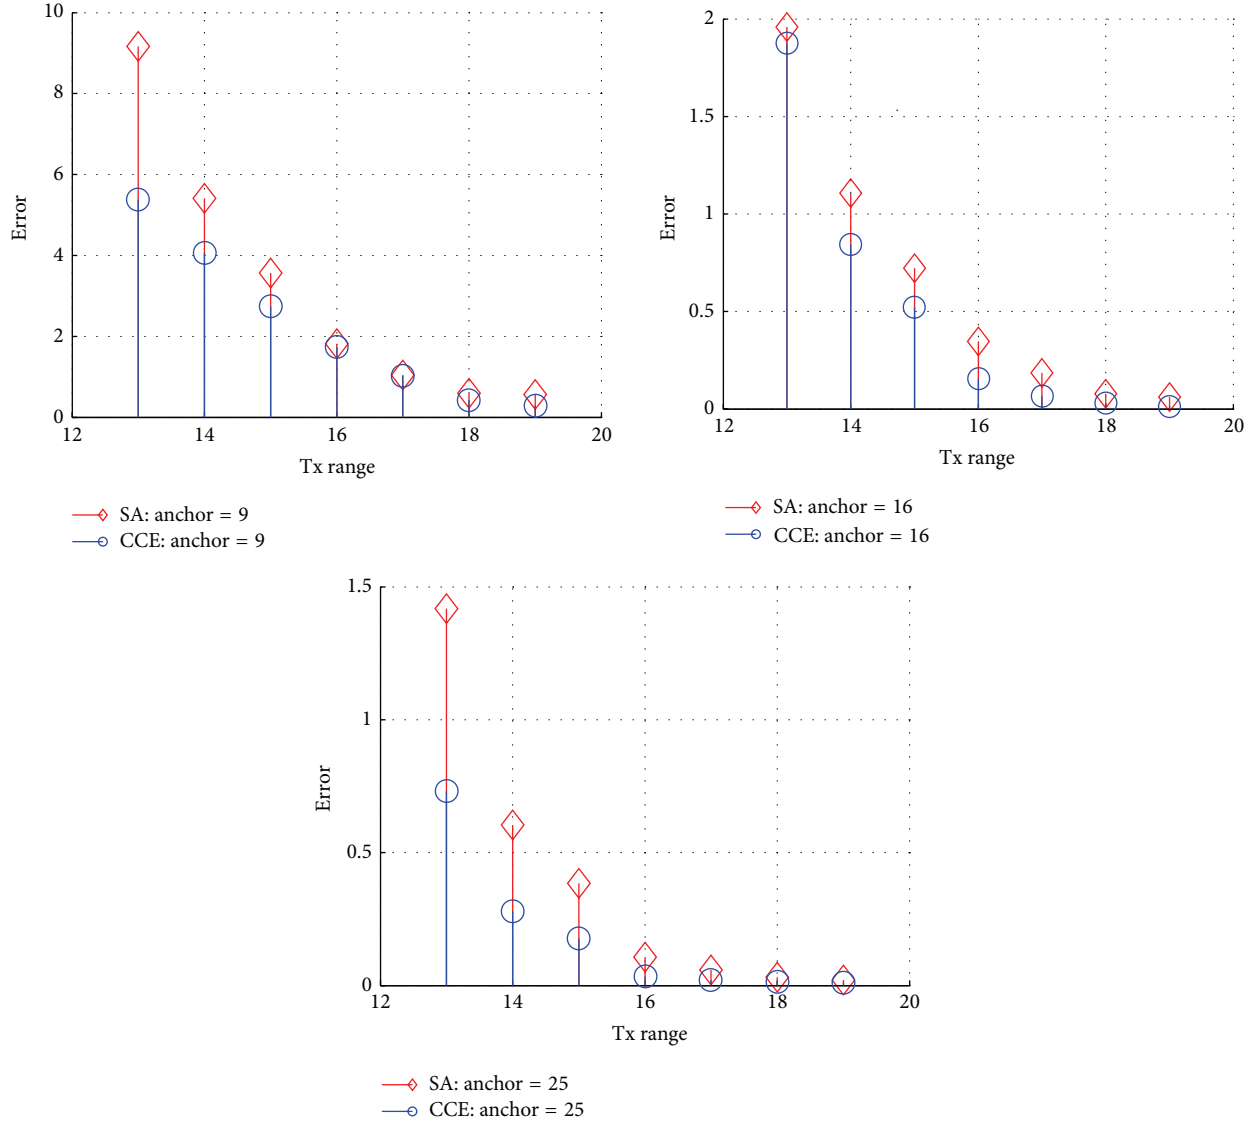 10
8
6
4
2
0
Error
12
14
16
18
20
Tx range
SA: anchor = 9
CCE: anchor = 9
2
1.5
1
0.5
0
Error
12
14
16
18
20
Tx range
SA: anchor = 16
CCE: anchor = 16
1.5
1
0.5
0
Error
12
14
16
18
20
Tx range
SA: anchor = 25
CCE: anchor = 25